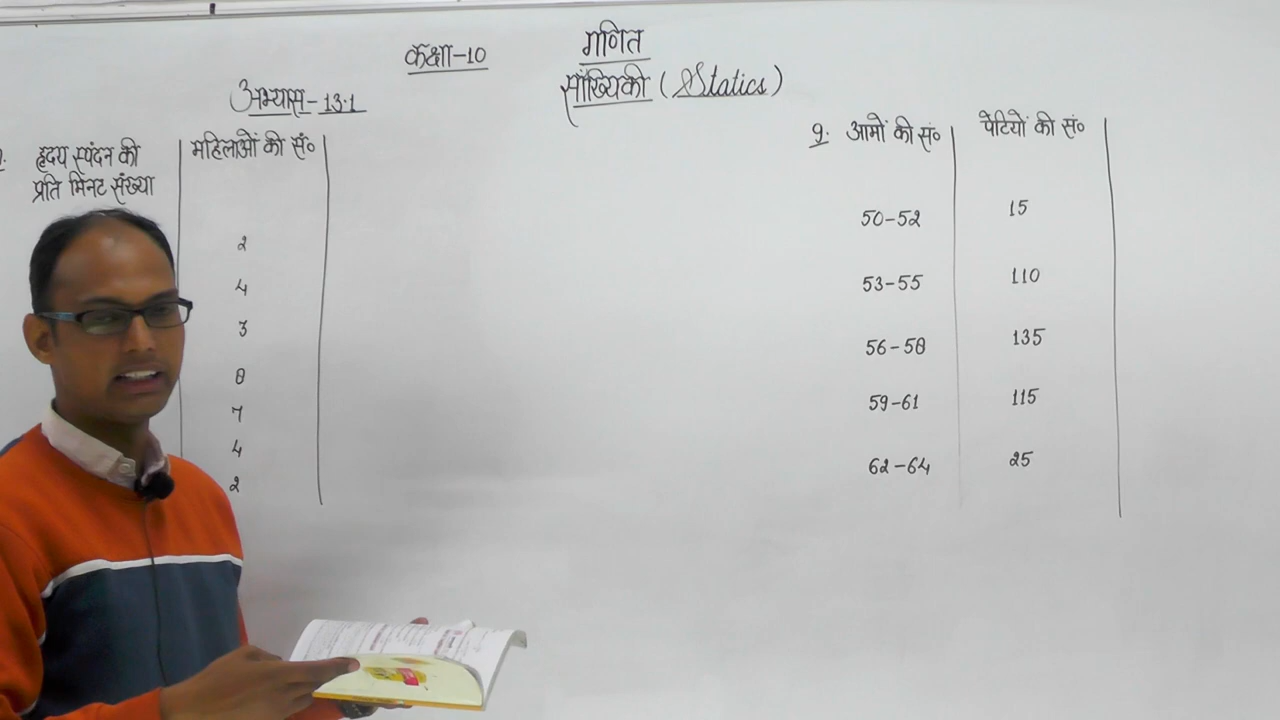 गणित
कक्षा-10
सांख्यिकी (Statics)
अभ्यास-13.1
हृदय स्पंदन की
प्रति मिनट संख्या
महिलाओं की सं०
2
4
3
8
7
4
2
9. आमों की सं०
पेटियों की सं०
50-52 15
53-55 110
56-58 135
59-61 115
62-64 25